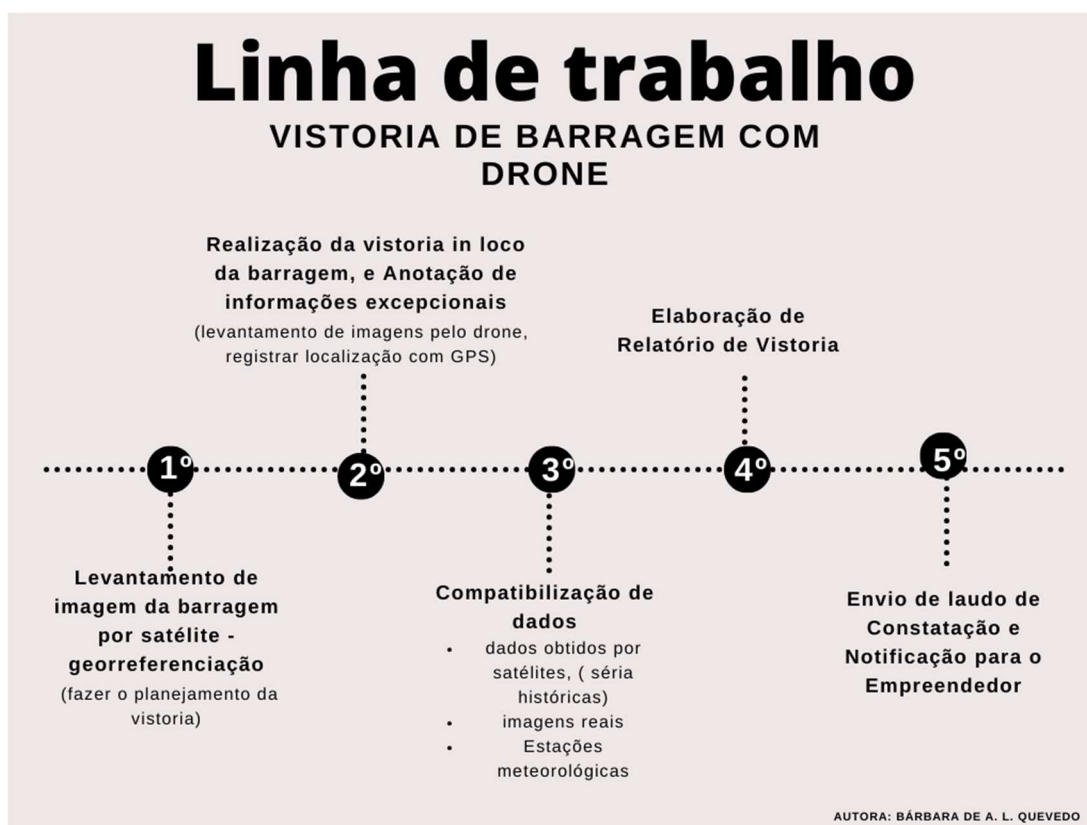 Linha de trabalho
VISTORIA DE BARRAGEM COM
DRONE
Realização da vistoria in loco
da barragem, e Anotação de
informações excepcionais
(levantamento de imagens pelo drone,
registrar localização com GPS)
Elaboração de
Relatório de Vistoria
1º
2º
3º
4º
5º
Levantamento de
imagem da barragem
por satélite -
georreferenciação
(fazer o planejamento da
vistoria)
Compatibilização de
dados
• dados obtidos por
satélites, ( séria
históricas)
• imagens reais
• Estações
meteorológicas
Envio de laudo de
Constatação e
Notificação para o
Empreendedor
AUTORA: BÁRBARA DE A. L. QUEVEDO